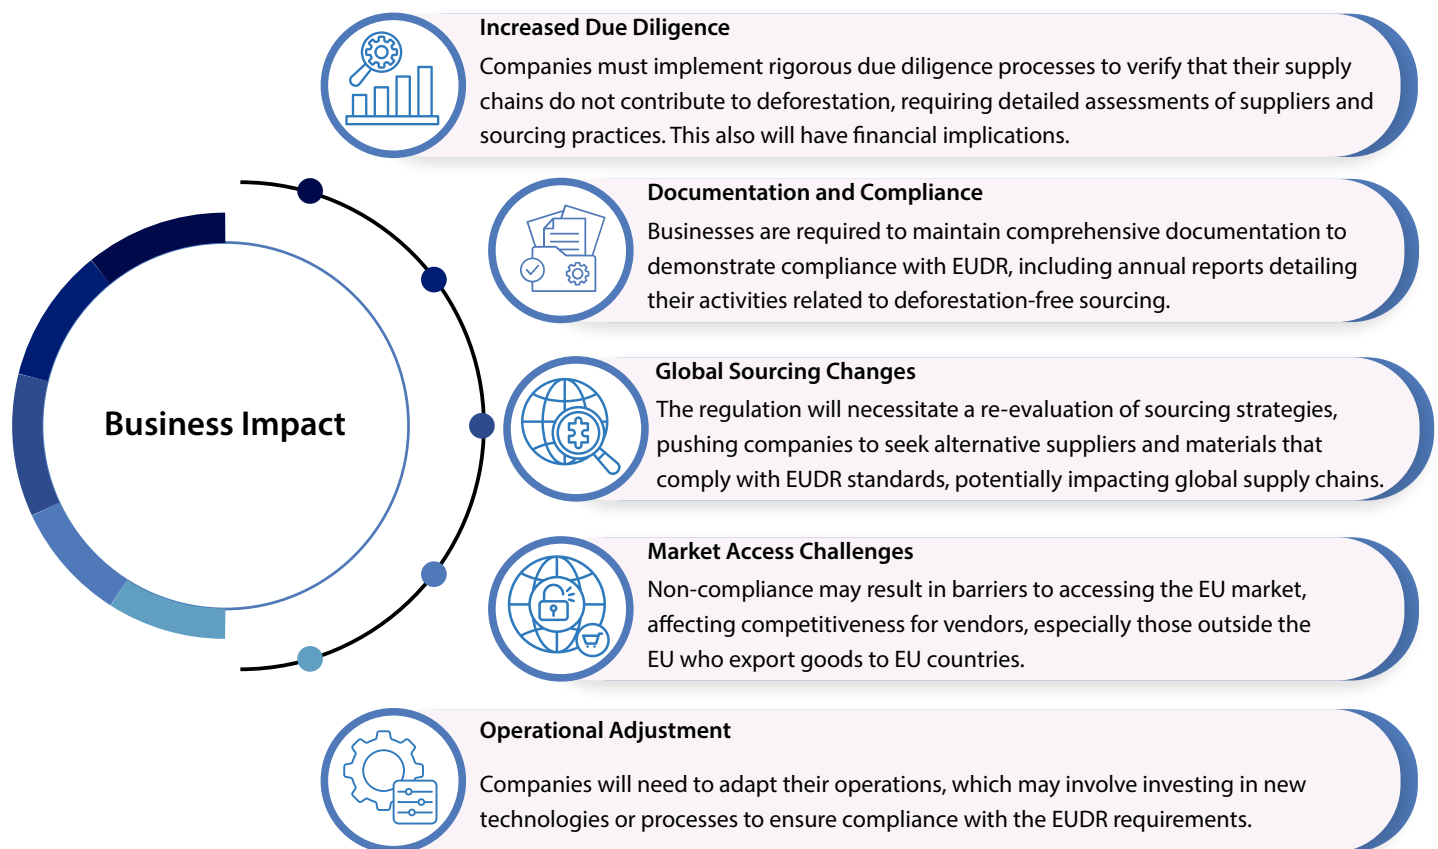 Increased Due Diligence
Companies must implement rigorous due diligence processes to verify that their supply
chains do not contribute to deforestation, requiring detailed assessments of suppliers and
sourcing practices. This also will have financial implications.
Documentation and Compliance
Businesses are required to maintain comprehensive documentation to
demonstrate compliance with EUDR, including annual reports detailing
their activities related to deforestation-free sourcing.
Business Impact
Global Sourcing Changes
The regulation will necessitate a re-evaluation of sourcing strategies,
pushing companies to seek alternative suppliers and materials that
comply with EUDR standards, potentially impacting global supply chains.
Market Access Challenges
Non-compliance may result in barriers to accessing the EU market,
affecting competitiveness for vendors, especially those outside the
EU who export goods to EU countries.
Operational Adjustment
Companies will need to adapt their operations, which may involve investing in new
technologies or processes to ensure compliance with the EUDR requirements.